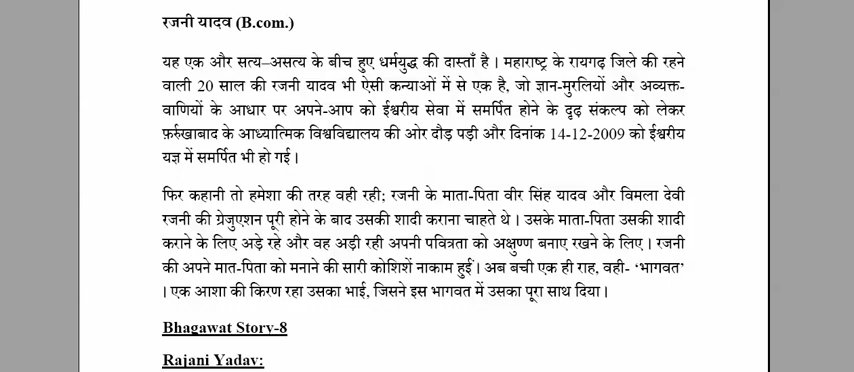 रजनी यादव (B.com.)
यह एक और सत्य–असत्य के बीच हुए धर्मयुद्ध की दास्ताँ है। महाराष्ट्र के रायगढ़ जिले की रहने
वाली 20 साल की रजनी यादव भी ऐसी कन्याओं में से एक है, जो ज्ञान-मुरलियों और अव्यक्त-
वाणियों के आधार पर अपने-आप को ईश्वरीय सेवा में समर्पित होने के दृढ़ संकल्प को लेकर
फ़र्रुखाबाद के आध्यात्मिक विश्वविद्यालय की ओर दौड़ पड़ी और दिनांक 14-12-2009 को ईश्वरीय
यज्ञ में समर्पित भी हो गई।
फिर कहानी तो हमेशा की तरह वही रही; रजनी के माता-पिता वीर सिंह यादव और विमला देवी
रजनी की ग्रेजुएशन पूरी होने के बाद उसकी शादी कराना चाहते थे। उसके माता-पिता उसकी शादी
कराने के लिए अड़े रहे और वह अड़ी रही अपनी पवित्रता को अक्षुण्ण बनाए रखने के लिए। रजनी
की अपने मात-पिता को मनाने की सारी कोशिशें नाकाम हुईं। अब बची एक ही राह, वही- ‘भागवत’
। एक आशा की किरण रहा उसका भाई, जिसने इस भागवत में उसका पूरा साथ दिया।
Bhagawat Story-8
Rajani Yadav: